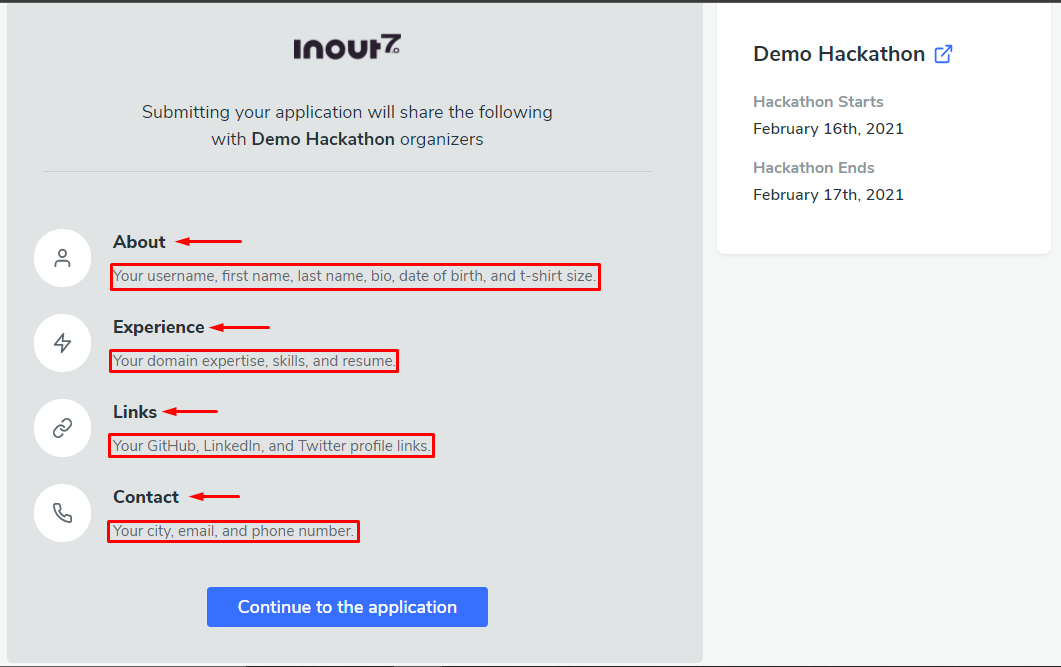 InOut 7.0
Submitting your application will share the following
with Demo Hackathon organizers
About
Your username, first name, last name, bio, date of birth, and t-shirt size.
Experience
Your domain expertise, skills, and resume.
Links
Your GitHub, LinkedIn, and Twitter profile links.
Contact
Your city, email, and phone number.
Continue to the application
Demo Hackathon
Hackathon Starts
February 16th, 2021
Hackathon Ends
February 17th, 2021